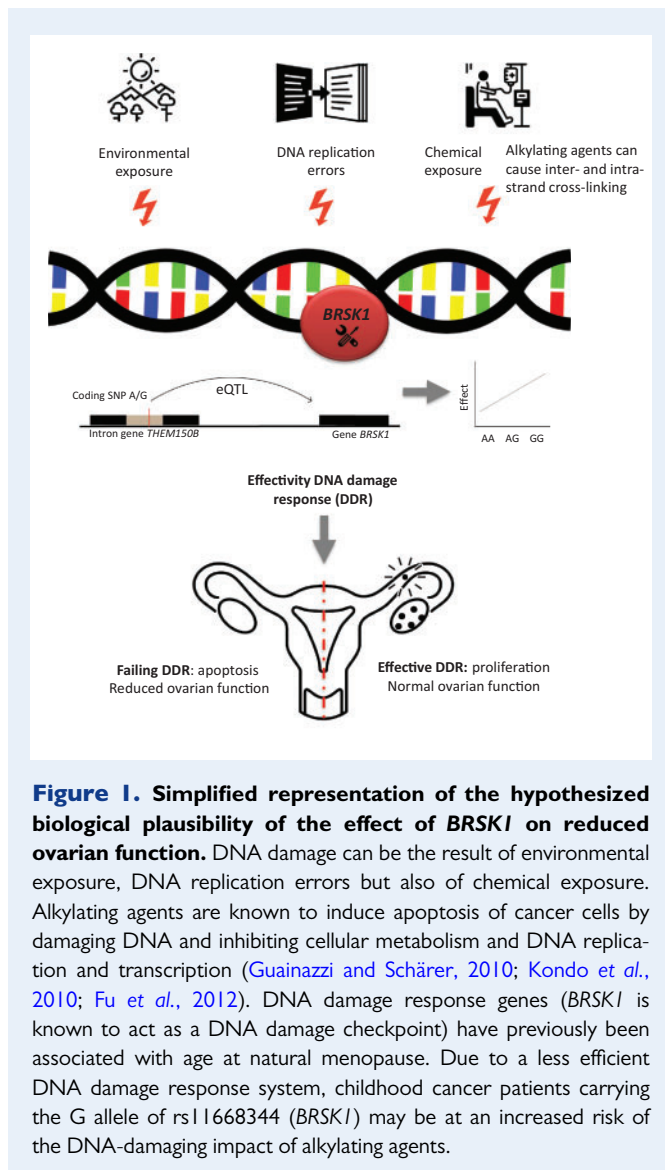 Environmental
exposure
DNA replication
errors
Chemical
exposure
Alkylating agents can
cause inter- and intra-
strand cross-linking
BRSK1
Coding SNP A/G
eQTL
Intron gene THEM150B
Gene BRSK1
Effect
AA AG GG
Effectivity DNA damage
response (DDR)
Failing DDR: apoptosis
Reduced ovarian function
Effective DDR: proliferation
Normal ovarian function
Figure 1. Simplified representation of the hypothesized
biological plausibility of the effect of BRSK1 on reduced
ovarian function. DNA damage can be the result of environmental
exposure, DNA replication errors but also of chemical exposure.
Alkylating agents are known to induce apoptosis of cancer cells by
damaging DNA and inhibiting cellular metabolism and DNA replica-
tion and transcription (Guainazzi and Schärer, 2010; Kondo et al.,
2010; Fu et al., 2012). DNA damage response genes (BRSK1 is
known to act as a DNA damage checkpoint) have previously been
associated with age at natural menopause. Due to a less efficient
DNA damage response system, childhood cancer patients carrying
the G allele of rs11668344 (BRSK1) may be at an increased risk of
the DNA-damaging impact of alkylating agents.